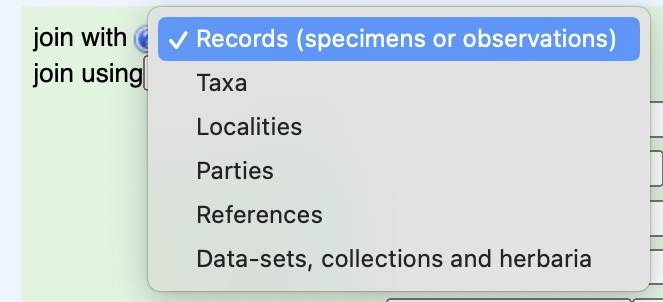 join with
✓ Records (specimens or observations)
join using
Taxa
Localities
Parties
References
Data-sets, collections and herbaria